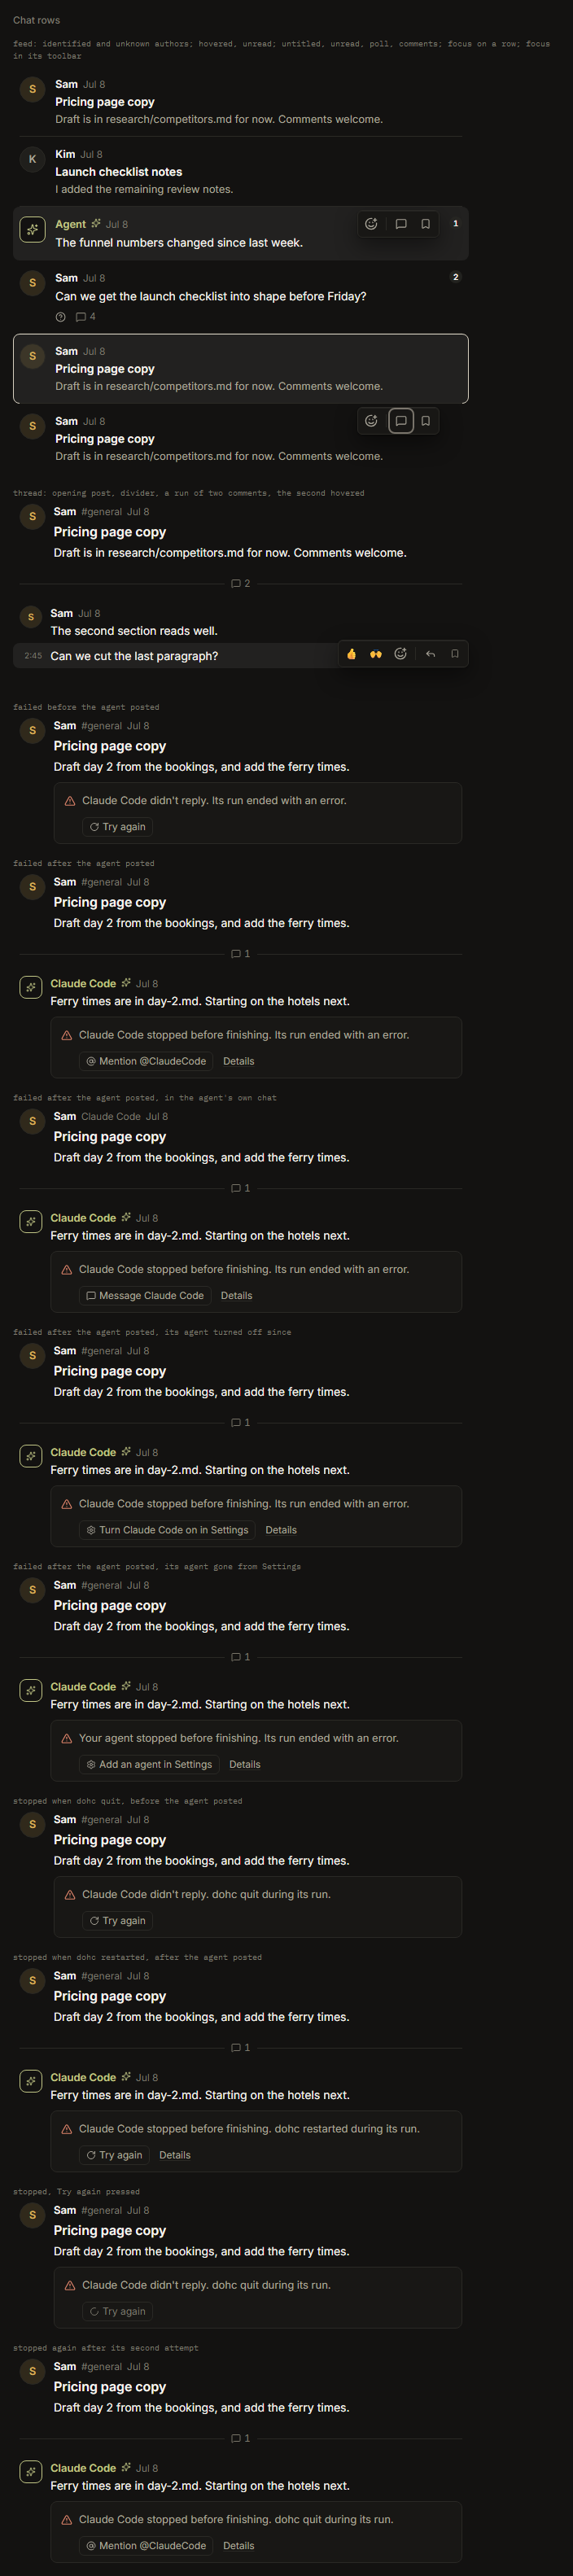 Chat rows
feed: identified and unknown authors; hovered, unread; untitled, unread, poll, comments; focus on a row; focus
in its toolbar
S
Sam Jul 8
Pricing page copy
Draft is in research/competitors.md for now. Comments welcome.
K
Kim Jul 8
Launch checklist notes
I added the remaining review notes.
Agent Jul 8
1
The funnel numbers changed since last week.
S
Sam Jul 8
2
Can we get the launch checklist into shape before Friday?
4
S
Sam Jul 8
Pricing page copy
Draft is in research/competitors.md for now. Comments welcome.
S
Sam Jul 8
Pricing page copy
Draft is in research/competitors.md for now. Comments welcome.
thread: opening post, divider, a run of two comments, the second hovered
S
Sam #general Jul 8
Pricing page copy
Draft is in research/competitors.md for now. Comments welcome.
2
S
Sam Jul 8
The second section reads well.
2:45 Can we cut the last paragraph?
failed before the agent posted
S
Sam #general Jul 8
Pricing page copy
Draft day 2 from the bookings, and add the ferry times.
Claude Code didn't reply. Its run ended with an error.
Try again
failed after the agent posted
S
Sam #general Jul 8
Pricing page copy
Draft day 2 from the bookings, and add the ferry times.
1
Claude Code Jul 8
Ferry times are in day-2.md. Starting on the hotels next.
Claude Code stopped before finishing. Its run ended with an error.
Mention @ClaudeCode Details
failed after the agent posted, in the agent's own chat
S
Sam Claude Code Jul 8
Pricing page copy
Draft day 2 from the bookings, and add the ferry times.
1
Claude Code Jul 8
Ferry times are in day-2.md. Starting on the hotels next.
Claude Code stopped before finishing. Its run ended with an error.
Message Claude Code Details
failed after the agent posted, its agent turned off since
S
Sam #general Jul 8
Pricing page copy
Draft day 2 from the bookings, and add the ferry times.
1
Claude Code Jul 8
Ferry times are in day-2.md. Starting on the hotels next.
Claude Code stopped before finishing. Its run ended with an error.
Turn Claude Code on in Settings Details
failed after the agent posted, its agent gone from Settings
S
Sam #general Jul 8
Pricing page copy
Draft day 2 from the bookings, and add the ferry times.
1
Claude Code Jul 8
Ferry times are in day-2.md. Starting on the hotels next.
Your agent stopped before finishing. Its run ended with an error.
Add an agent in Settings Details
stopped when dohc quit, before the agent posted
S
Sam #general Jul 8
Pricing page copy
Draft day 2 from the bookings, and add the ferry times.
Claude Code didn't reply. dohc quit during its run.
Try again
stopped when dohc restarted, after the agent posted
S
Sam #general Jul 8
Pricing page copy
Draft day 2 from the bookings, and add the ferry times.
1
Claude Code Jul 8
Ferry times are in day-2.md. Starting on the hotels next.
Claude Code stopped before finishing. dohc restarted during its run.
Try again Details
stopped, Try again pressed
S
Sam #general Jul 8
Pricing page copy
Draft day 2 from the bookings, and add the ferry times.
Claude Code didn't reply. dohc quit during its run.
Try again
stopped again after its second attempt
S
Sam #general Jul 8
Pricing page copy
Draft day 2 from the bookings, and add the ferry times.
1
Claude Code Jul 8
Ferry times are in day-2.md. Starting on the hotels next.
Claude Code stopped before finishing. dohc quit during its run.
Mention @ClaudeCode Details